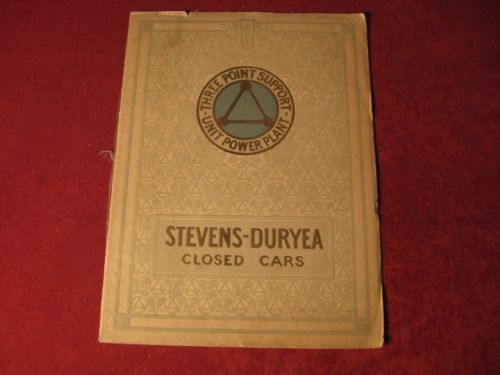 THREE POINT SUPPORT
- UNIT POWER PLANT -
STEVENS-DURYEA
CLOSED CARS